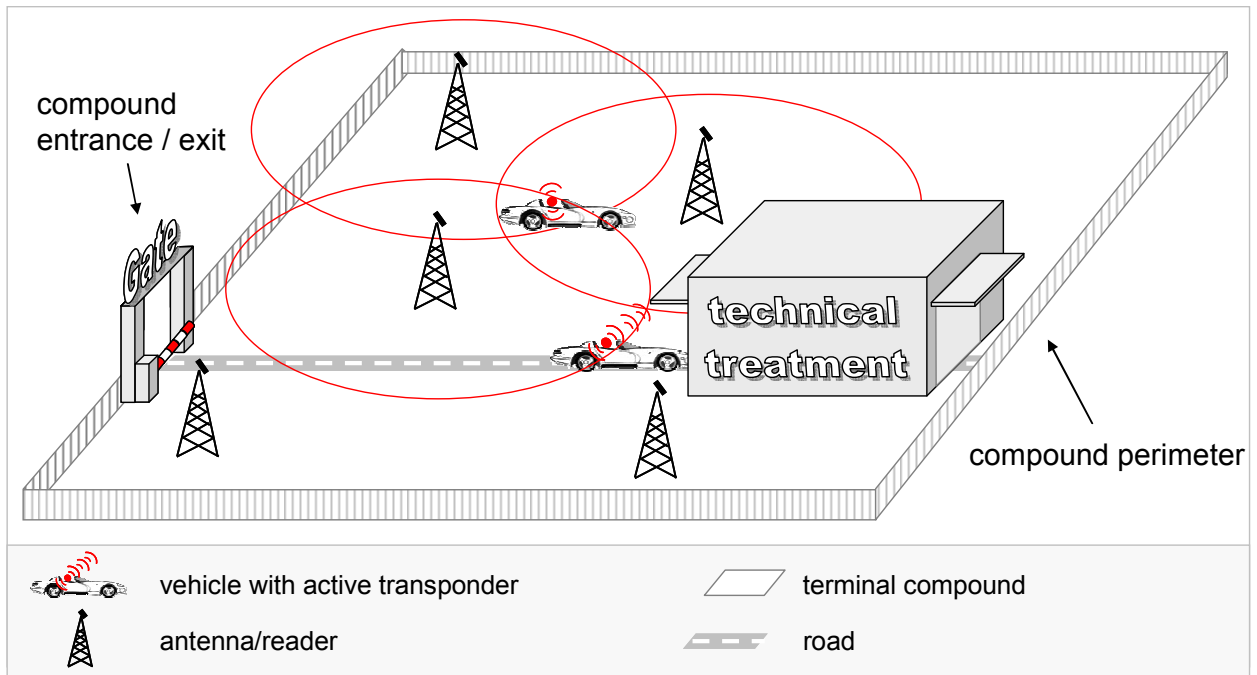 compound
entrance / exit
Gate
technical
treatment
compound perimeter
vehicle with active transponder
terminal compound
antenna/reader
road